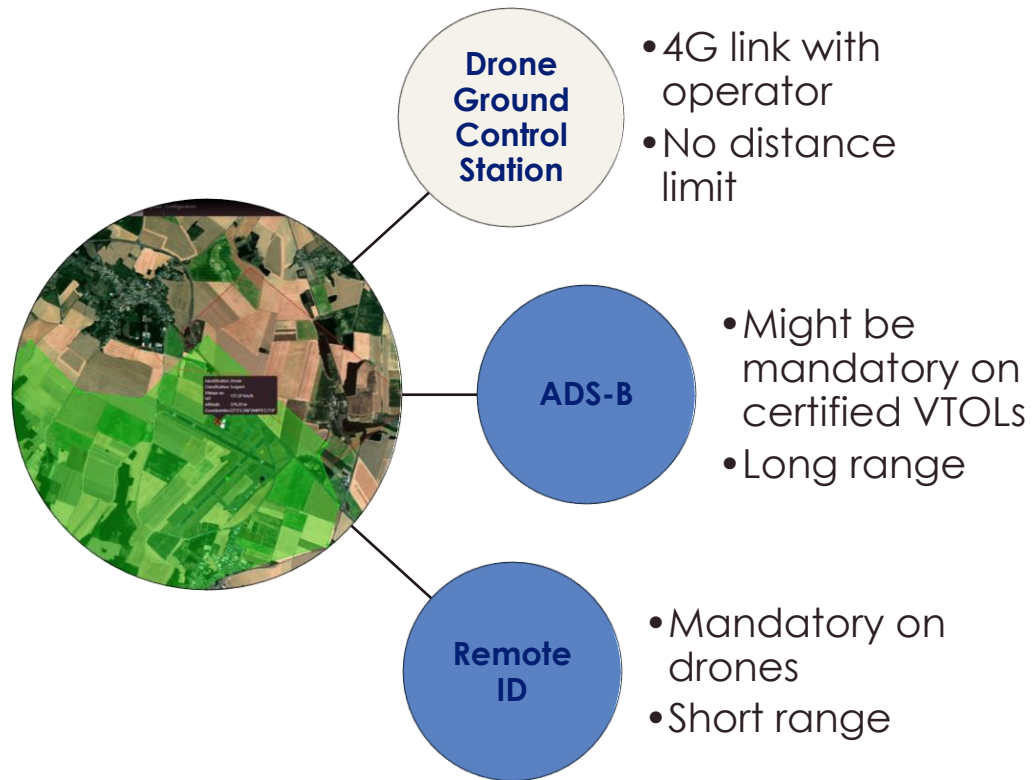 Drone
Ground
Control
Station
•4G link with
operator
•No distance
limit
ADS-B
•Might be
mandatory on
certified VTOLs
•Long range
Remote
ID
•Mandatory on
drones
•Short range